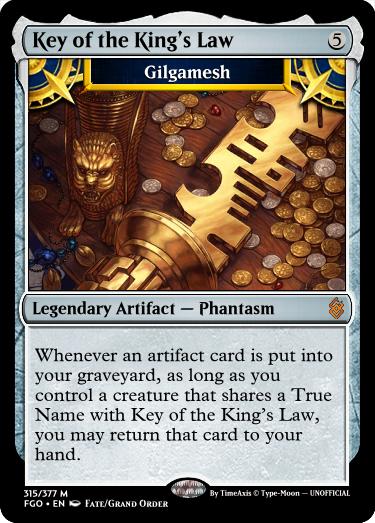 Key of the King's Law 5
Gilgamesh
Legendary Artifact — Phantasm
Whenever an artifact card is put into
your graveyard, as long as you
control a creature that shares a True
Name with Key of the King's Law,
you may return that card to your
hand.
315/377 M
FGO • EN Fate/Grand Order
By TimeAxis © Type-Moon — UNOFFICIAL